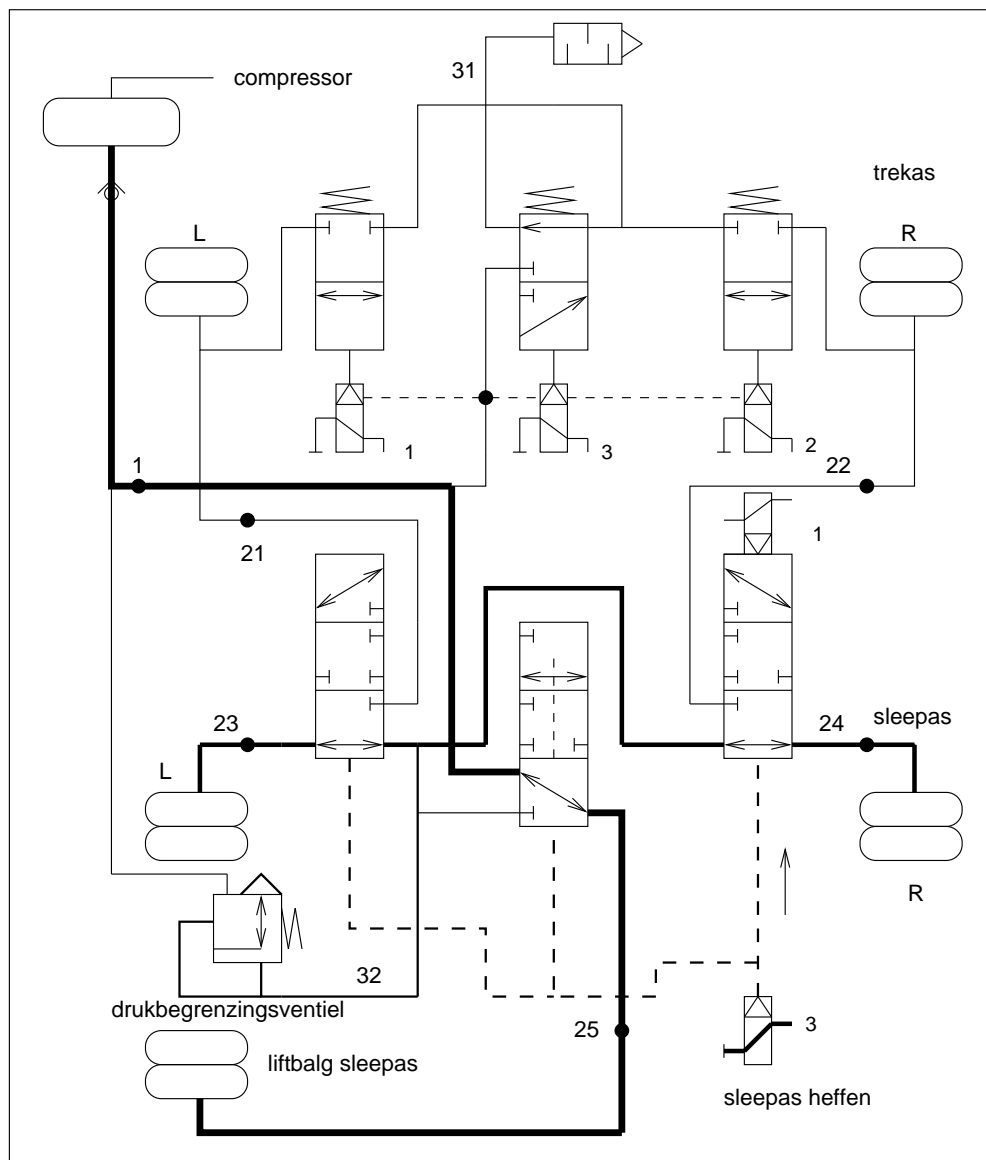 compressor
31
trekas
L
R
1
3
2
22
1
21
1
23
24
sleepas
L
R
32
drukbegrenzingsventiel
25
3
liftbalg sleepas
sleepas heffen